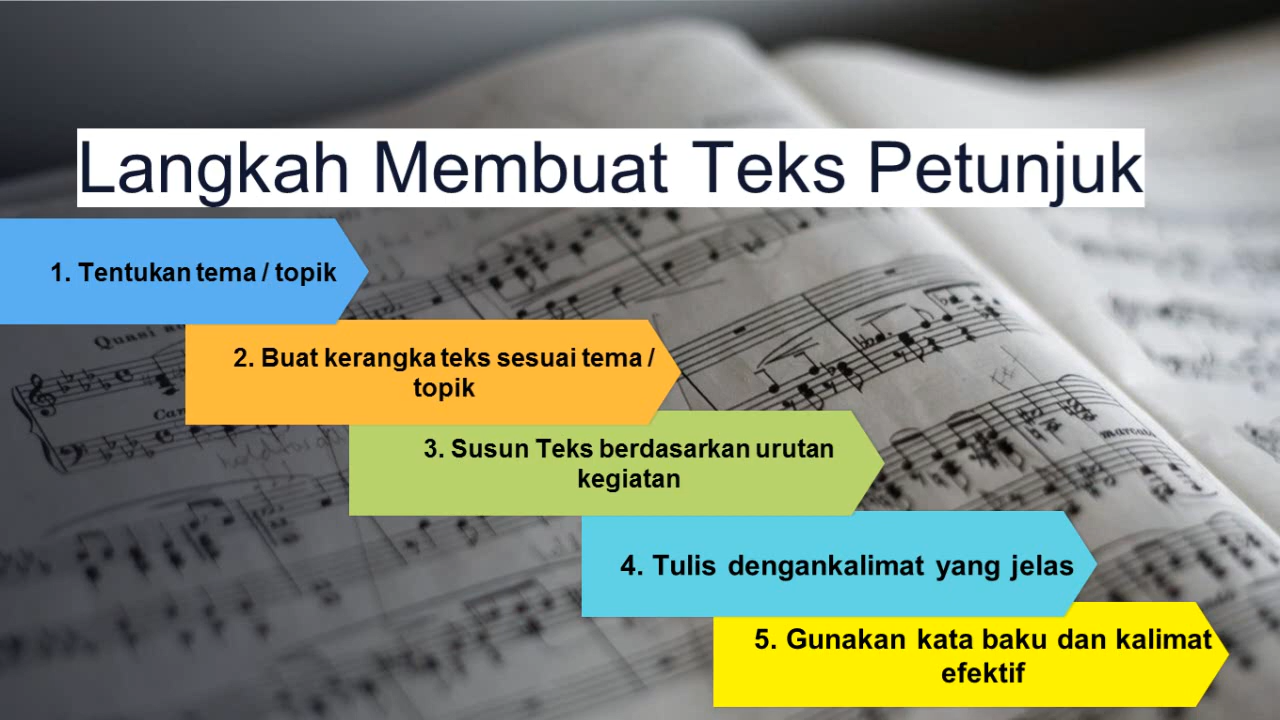 Langkah Membuat Teks Petunjuk
1. Tentukan tema / topik
2. Buat kerangka teks sesuai tema /
topik
3. Susun Teks berdasarkan urutan
kegiatan
4. Tulis dengankalimat yang jelas
5. Gunakan kata baku dan kalimat
efektif